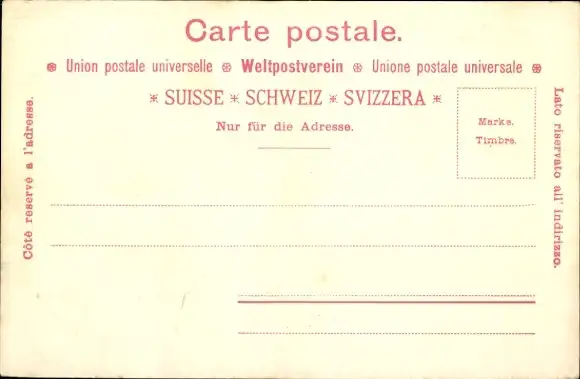 Carte postale.
❋ Union postale universelle ❋ Weltpostverein ❋ Unione postale universale ❋
* SUISSE * SCHWEIZ * SVIZZERA *
Nur für die Adresse.
Marke.
Timbre.
Côté reservé a l'adresse.
Lato riservato all' indirizzo.